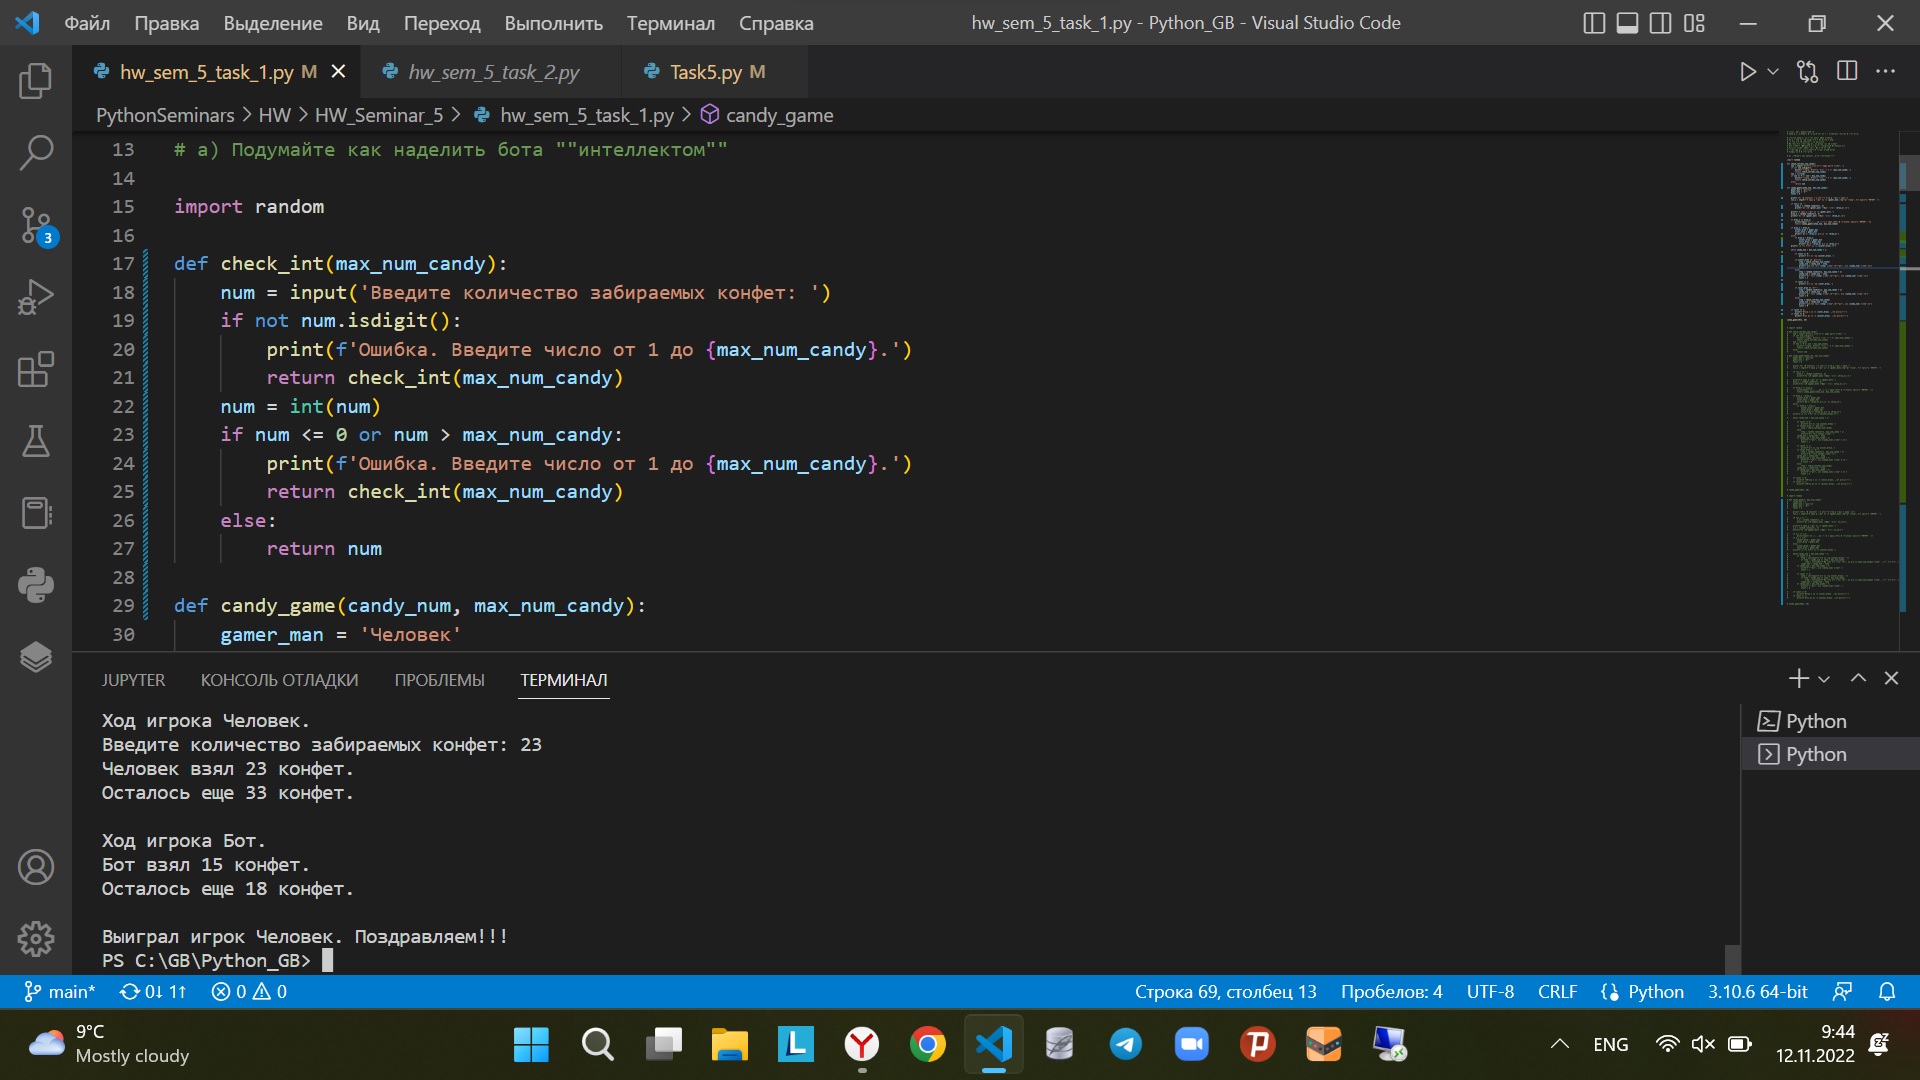 Файл Правка Выделение Вид Переход Выполнить Терминал Справка hw_sem_5_task_1.py - Python_GB - Visual Studio Code
hw_sem_5_task_1.py M hw_sem_5_task_2.py Task5.py M
PythonSeminars > HW > HW_Seminar_5 > hw_sem_5_task_1.py > candy_game
13 # a) Подумайте как наделить бота ""интеллектом""
14
15 import random
16
17 def check_int(max_num_candy):
18 num = input('Введите количество забираемых конфет: ')
19 if not num.isdigit():
20 print(f'Ошибка. Введите число от 1 до {max_num_candy}.')
21 return check_int(max_num_candy)
22 num = int(num)
23 if num <= 0 or num > max_num_candy:
24 print(f'Ошибка. Введите число от 1 до {max_num_candy}.')
25 return check_int(max_num_candy)
26 else:
27 return num
28
29 def candy_game(candy_num, max_num_candy):
30 gamer_man = 'Человек'
3
JUPYTER КОНСОЛЬ ОТЛАДКИ ПРОБЛЕМЫ ТЕРМИНАЛ
Ход игрока Человек.
Введите количество забираемых конфет: 23
Человек взял 23 конфет.
Осталось еще 33 конфет.
Ход игрока Бот.
Бот взял 15 конфет.
Осталось еще 18 конфет.
Выиграл игрок Человек. Поздравляем!!!
PS C:\GB\Python_GB>
Python
Python
main* 0↓ 1↑ 0 0 Строка 69, столбец 13 Пробелов: 4 UTF-8 CRLF Python 3.10.6 64-bit
9°C
Mostly cloudy
ENG
9:44
12.11.2022